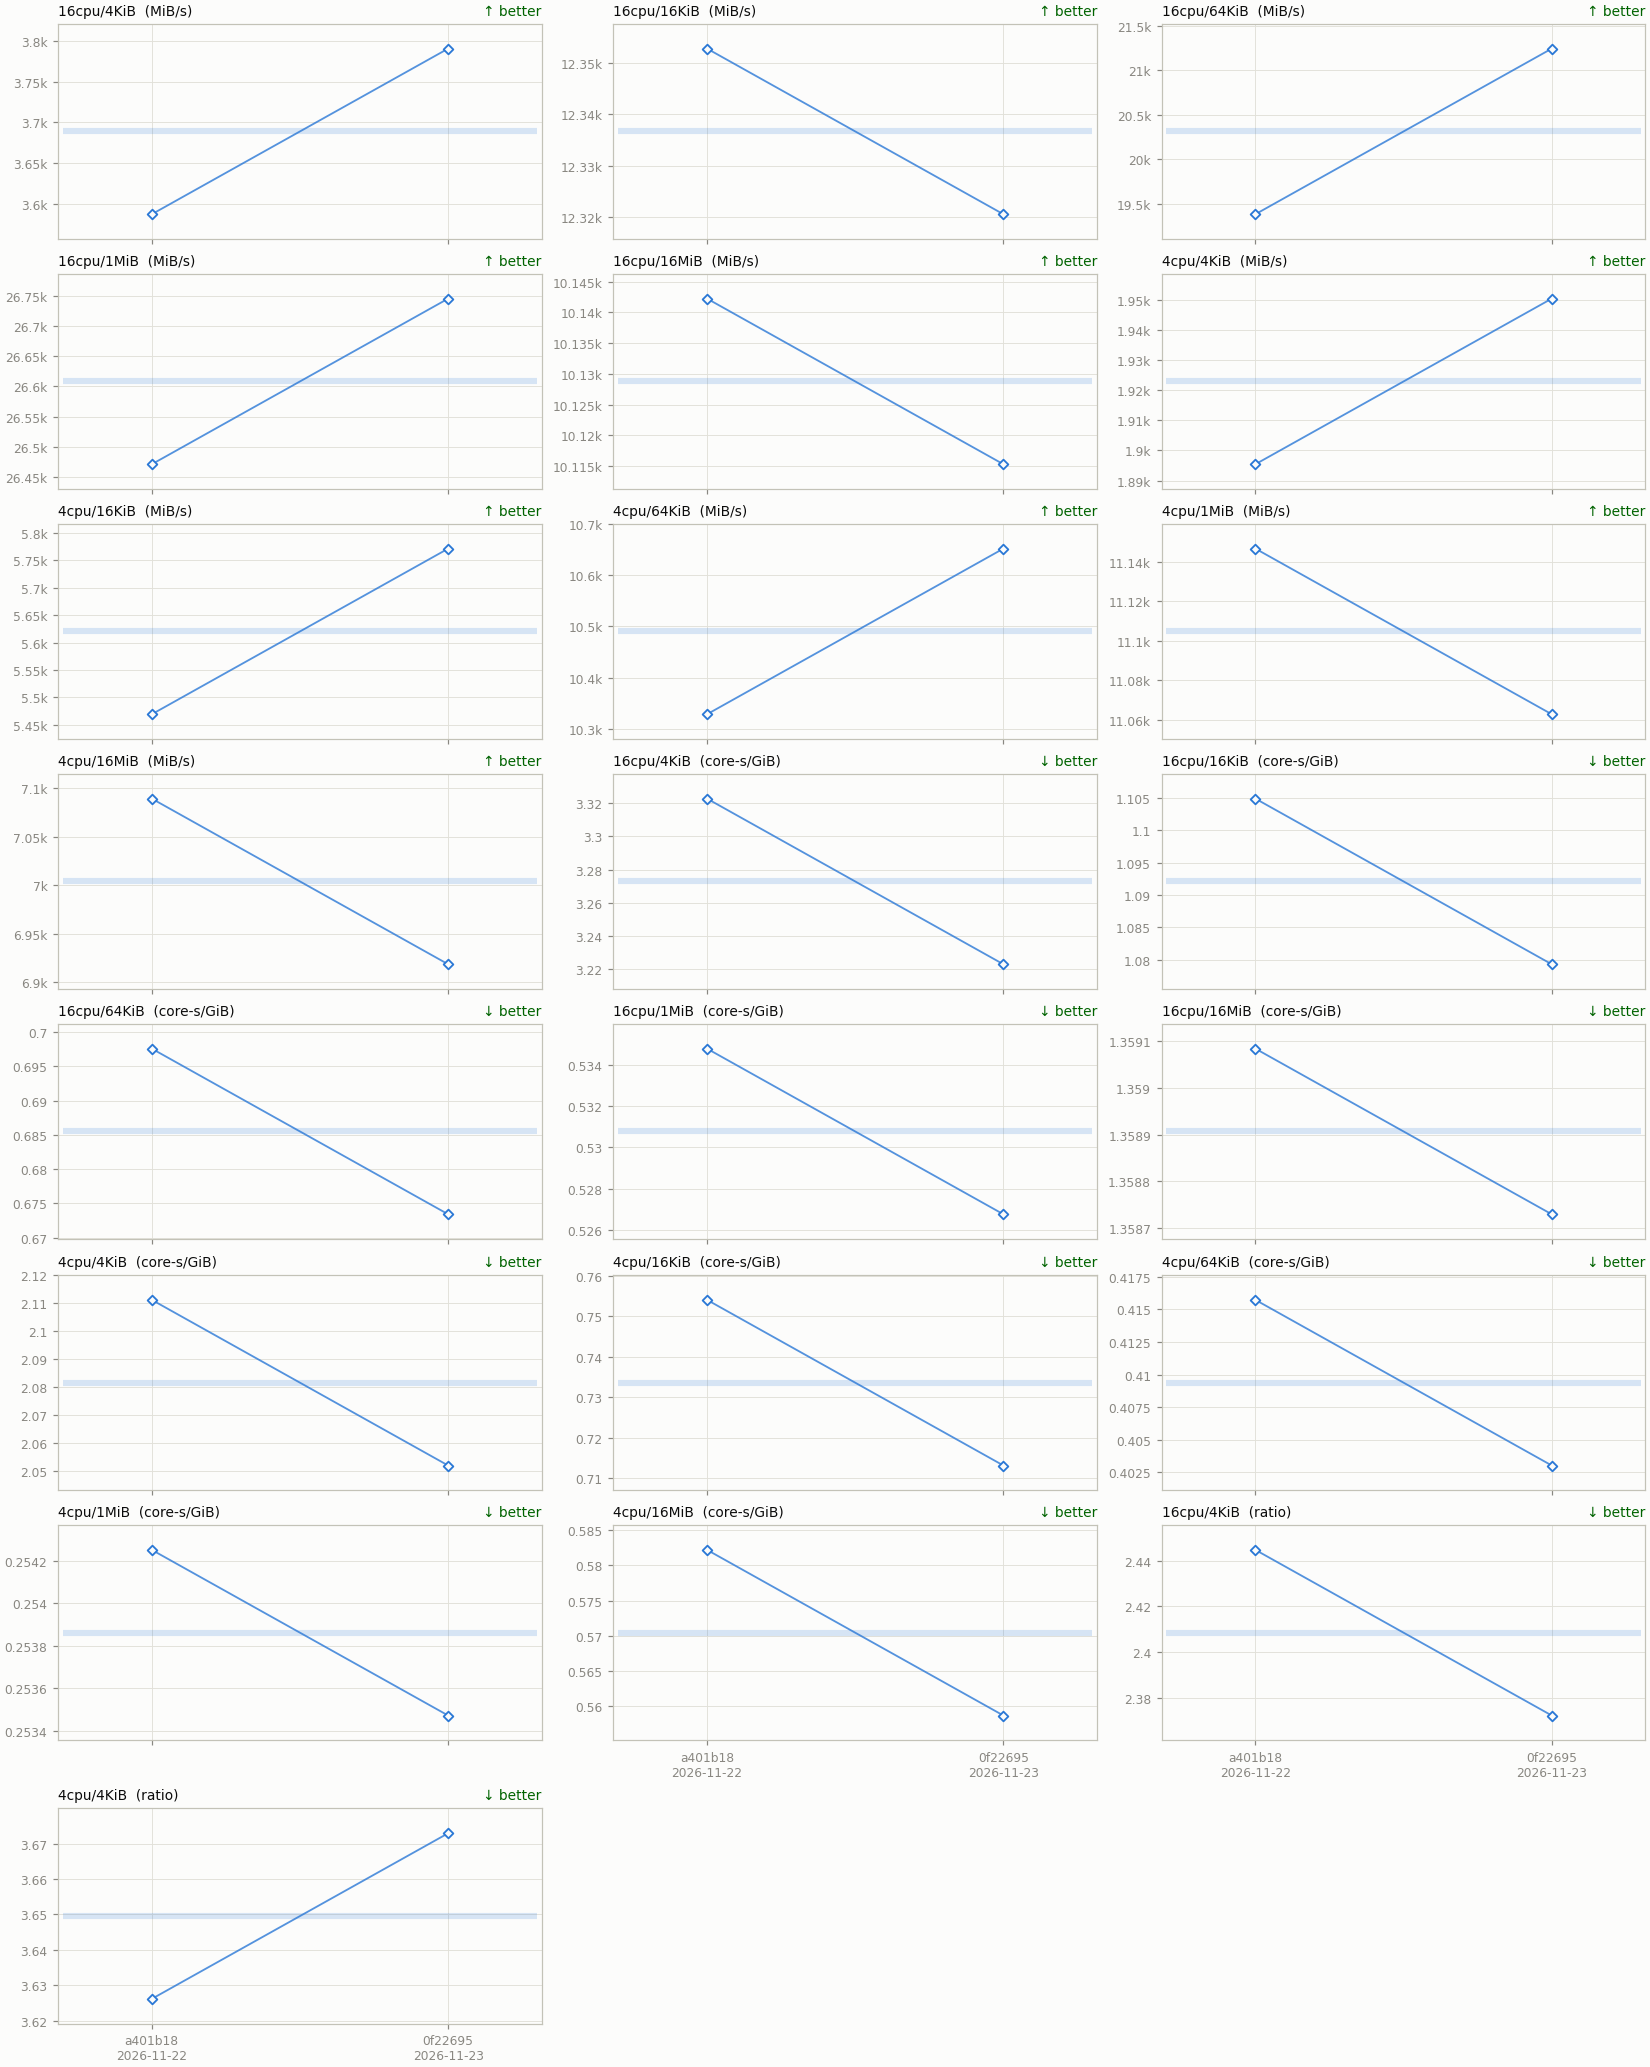 16cpu/4KiB (MiB/s) ↑ better
3.8k
3.75k
3.7k
3.65k
3.6k
16cpu/16KiB (MiB/s) ↑ better
12.35k
12.34k
12.33k
12.32k
16cpu/64KiB (MiB/s) ↑ better
21.5k
21k
20.5k
20k
19.5k
16cpu/1MiB (MiB/s) ↑ better
26.75k
26.7k
26.65k
26.6k
26.55k
26.5k
26.45k
16cpu/16MiB (MiB/s) ↑ better
10.145k
10.14k
10.135k
10.13k
10.125k
10.12k
10.115k
4cpu/4KiB (MiB/s) ↑ better
1.95k
1.94k
1.93k
1.92k
1.91k
1.9k
1.89k
4cpu/16KiB (MiB/s) ↑ better
5.8k
5.75k
5.7k
5.65k
5.6k
5.55k
5.5k
5.45k
4cpu/64KiB (MiB/s) ↑ better
10.7k
10.6k
10.5k
10.4k
10.3k
4cpu/1MiB (MiB/s) ↑ better
11.14k
11.12k
11.1k
11.08k
11.06k
4cpu/16MiB (MiB/s) ↑ better
7.1k
7.05k
7k
6.95k
6.9k
16cpu/4KiB (core-s/GiB) ↓ better
3.32
3.3
3.28
3.26
3.24
3.22
16cpu/16KiB (core-s/GiB) ↓ better
1.105
1.1
1.095
1.09
1.085
1.08
16cpu/64KiB (core-s/GiB) ↓ better
0.7
0.695
0.69
0.685
0.68
0.675
0.67
16cpu/1MiB (core-s/GiB) ↓ better
0.534
0.532
0.53
0.528
0.526
16cpu/16MiB (core-s/GiB) ↓ better
1.3591
1.359
1.3589
1.3588
1.3587
4cpu/4KiB (core-s/GiB) ↓ better
2.12
2.11
2.1
2.09
2.08
2.07
2.06
2.05
4cpu/16KiB (core-s/GiB) ↓ better
0.76
0.75
0.74
0.73
0.72
0.71
4cpu/64KiB (core-s/GiB) ↓ better
0.4175
0.415
0.4125
0.41
0.4075
0.405
0.4025
4cpu/1MiB (core-s/GiB) ↓ better
0.2542
0.254
0.2538
0.2536
0.2534
4cpu/16MiB (core-s/GiB) ↓ better
0.585
0.58
0.575
0.57
0.565
0.56
a401b18 0f22695
2026-11-22 2026-11-23
16cpu/4KiB (ratio) ↓ better
2.44
2.42
2.4
2.38
a401b18 0f22695
2026-11-22 2026-11-23
4cpu/4KiB (ratio) ↓ better
3.67
3.66
3.65
3.64
3.63
3.62
a401b18 0f22695
2026-11-22 2026-11-23